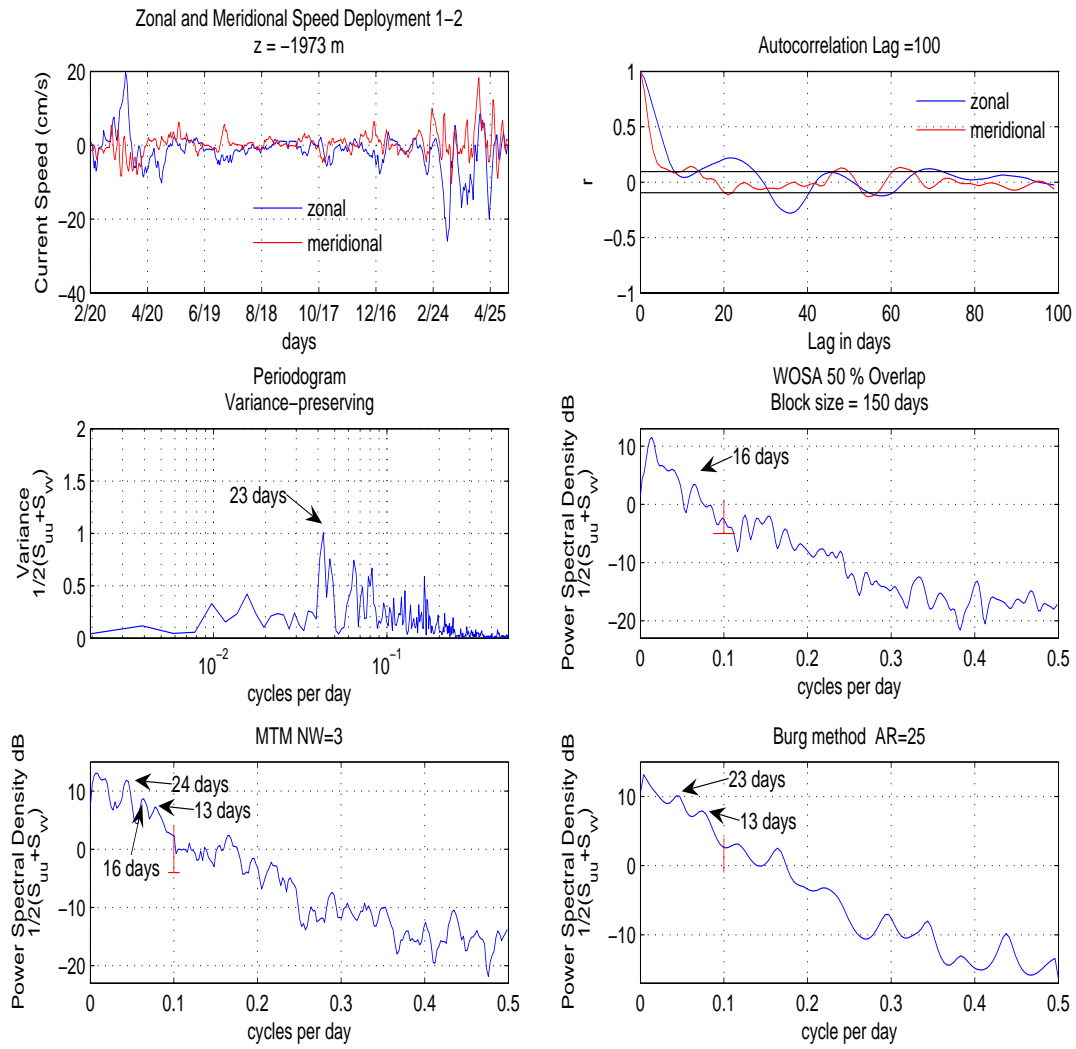 Zonal and Meridional Speed Deployment 1−2
z = −1973 m
Current Speed (cm/s)
20
0
−20
−40
zonal
meridional
2/20 4/20 6/19 8/18 10/17 12/16 2/24 4/25
days
Autocorrelation Lag =100
r
1
0.5
0
−0.5
−1
zonal
meridional
0 20 40 60 80 100
Lag in days
Periodogram
Variance−preserving
Variance
1/2(S_uu+S_vv)
2
1.5
1
0.5
0
23 days
10^−2 10^−1
cycles per day
WOSA 50 % Overlap
Block size = 150 days
Power Spectral Density dB
1/2(S_uu+S_vv)
10
0
−10
−20
16 days
0 0.1 0.2 0.3 0.4 0.5
cycles per day
MTM NW=3
Power Spectral Density dB
1/2(S_uu+S_vv)
10
0
−10
−20
24 days
13 days
16 days
0 0.1 0.2 0.3 0.4 0.5
cycles per day
Burg method AR=25
Power Spectral Density dB
1/2(S_uu+S_vv)
10
0
−10
23 days
13 days
0 0.1 0.2 0.3 0.4 0.5
cycle per day